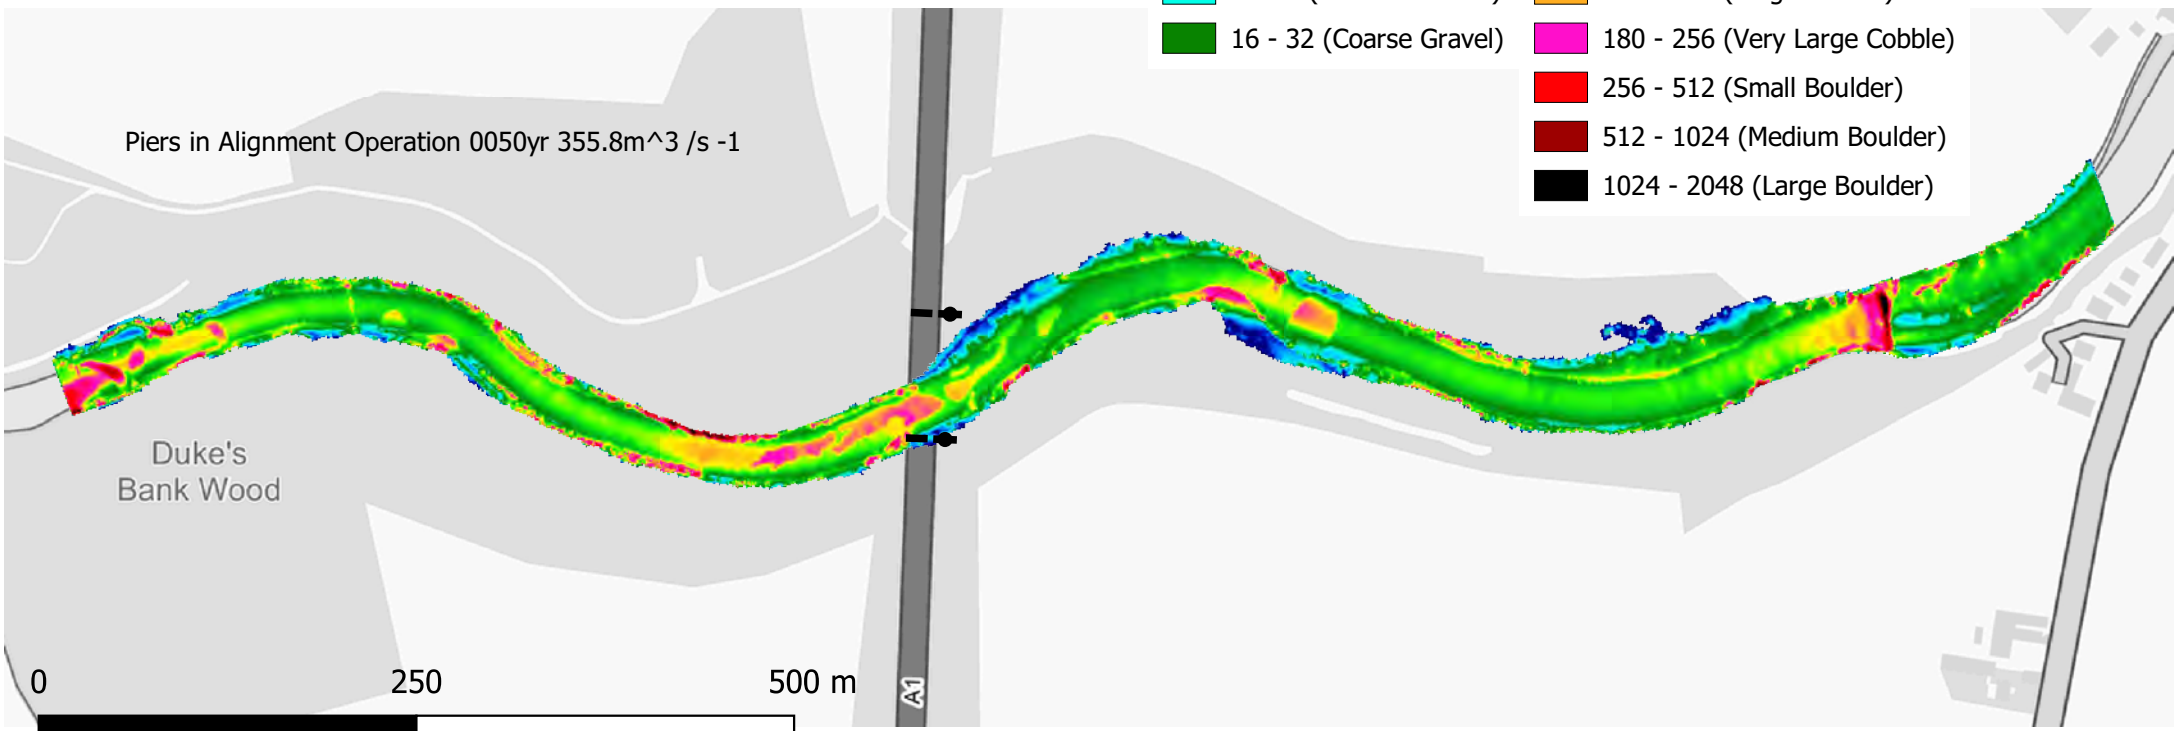 16 - 32 (Coarse Gravel)
180 - 256 (Very Large Cobble)
256 - 512 (Small Boulder)
512 - 1024 (Medium Boulder)
1024 - 2048 (Large Boulder)
Piers in Alignment Operation 0050yr 355.8m^3 /s -1
Duke's
Bank Wood
0 250 500 m
A1